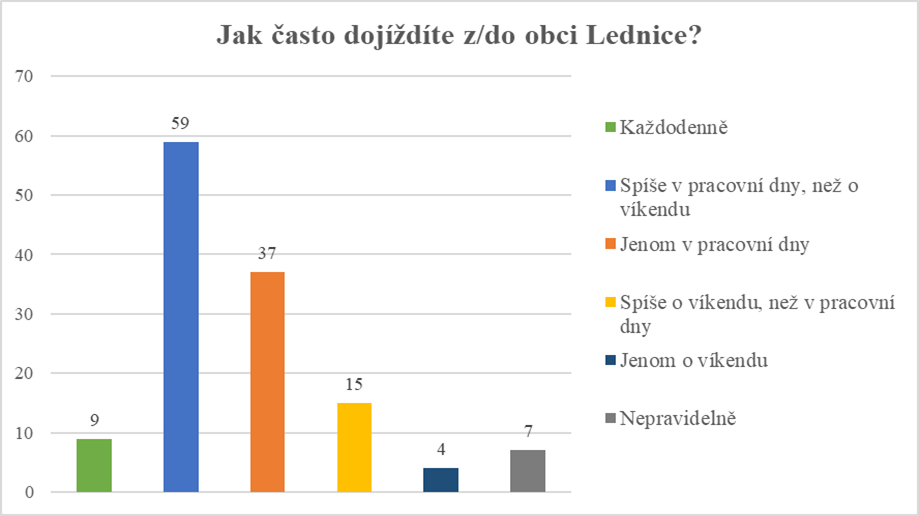 Jak často dojíždíte z/do obci Lednice?
70
60
50
40
30
20
10
0
9
59
37
15
4
7
Každodenně
Spíše v pracovní dny, než o
víkendu
Jenom v pracovní dny
Spíše o víkendu, než v pracovní
dny
Jenom o víkendu
Nepravidelně